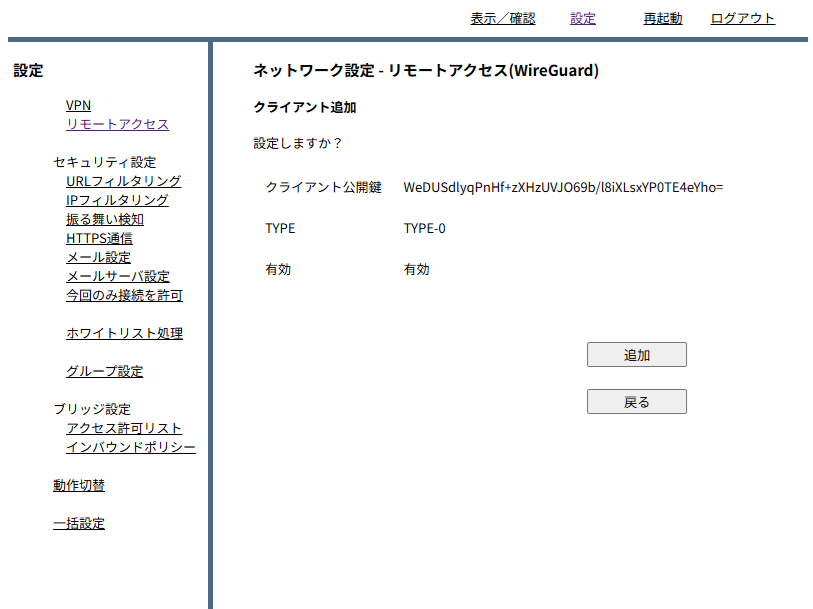 表示／確認 設定 再起動 ログアウト
設定
VPN
リモートアクセス
セキュリティ設定
URLフィルタリング
IPフィルタリング
振る舞い検知
HTTPS通信
メール設定
メールサーバ設定
今回のみ接続を許可
ホワイトリスト処理
グループ設定
ブリッジ設定
アクセス許可リスト
インバウンドポリシー
動作切替
一括設定
ネットワーク設定 - リモートアクセス(WireGuard)
クライアント追加
設定しますか？
クライアント公開鍵 WeDUSdlyqPnHf+zXHzUVJO69b/l8iXLsxYP0TE4eYho=
TYPE TYPE-0
有効 有効
追加
戻る